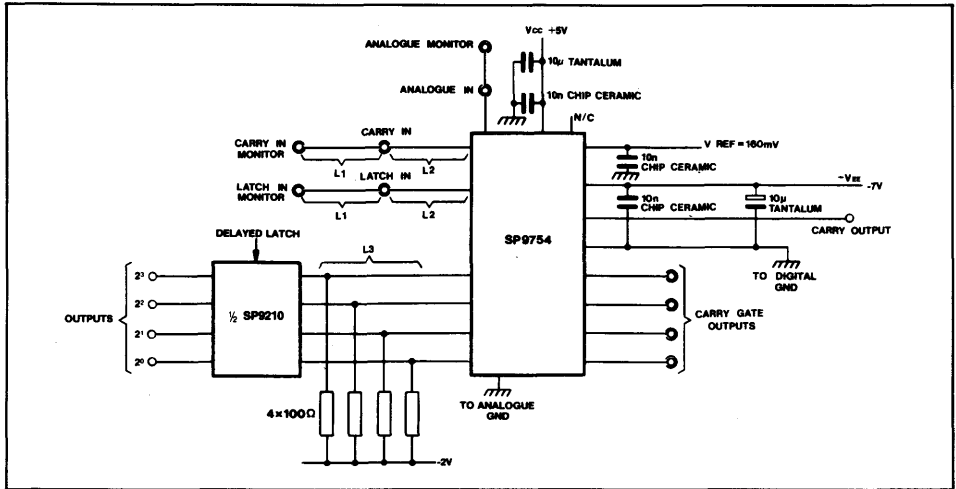 Vcc +5V
ANALOGUE MONITOR
10µ TANTALUM
ANALOGUE IN
10n CHIP CERAMIC
N/C
CARRY IN
MONITOR
CARRY IN
L1
L2
V REF = 160mV
10n
CHIP CERAMIC
LATCH IN
MONITOR
LATCH IN
L1
L2
-VEE
-7V
10n
CHIP CERAMIC
10µ
TANTALUM
CARRY OUTPUT
SP9754
DELAYED LATCH
L3
TO DIGITAL
GND
OUTPUTS
2³
2²
2¹
2⁰
½ SP9210
CARRY GATE
OUTPUTS
4×100Ω
TO ANALOGUE
GND
-2V